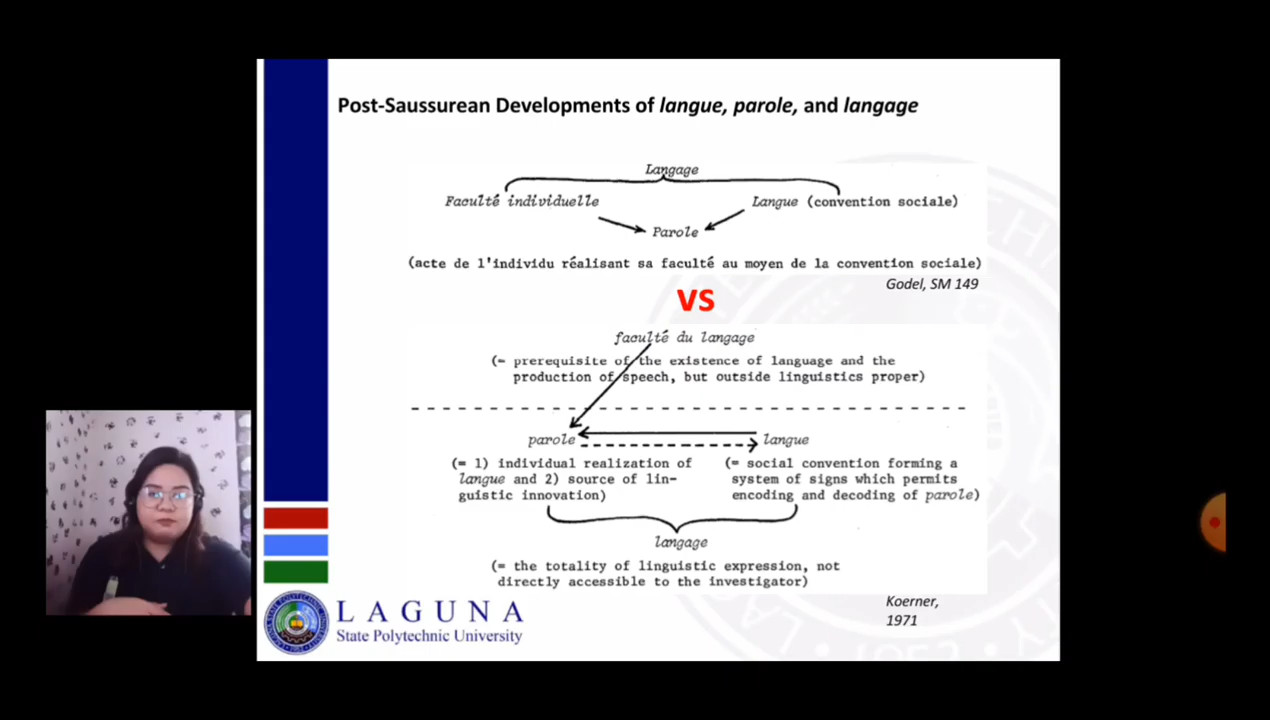 Post-Saussurean Developments of langue, parole, and langage
Langage
Faculté individuelle
Langue (convention sociale)
Parole
(acte de l'individu réalisant sa faculté au moyen de la convention sociale)
Godel, SM 149
VS
faculté du langage
(= prerequisite of the existence of language and the
production of speech, but outside linguistics proper)
parole
langue
(= 1) individual realization of
langue and 2) source of lin-
guistic innovation)
(= social convention forming a
system of signs which permits
encoding and decoding of parole)
langage
(= the totality of linguistic expression, not
directly accessible to the investigator)
Koerner,
1971
LAGUNA
State Polytechnic University